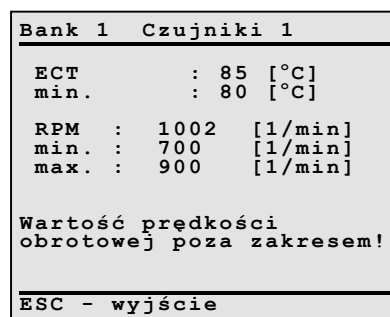 Bank 1 Czujniki 1
ECT : 85 [°C]
min. : 80 [°C]
RPM : 1002 [1/min]
min. : 700 [1/min]
max. : 900 [1/min]
Wartość prędkości
obrotowej poza zakresem!
ESC - wyjście